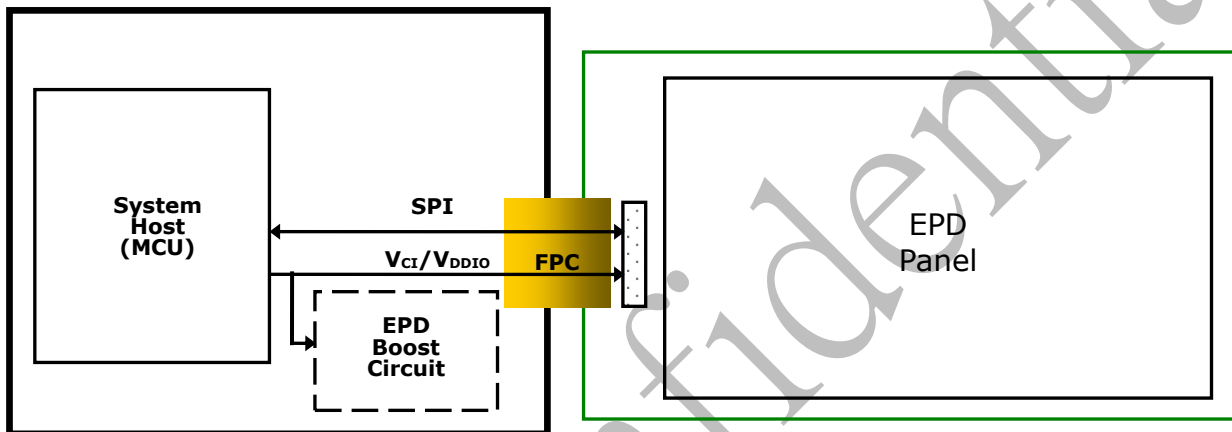 System
Host
(MCU)
SPI
VCI/VDDIO
FPC
EPD
Boost
Circuit
EPD
Panel